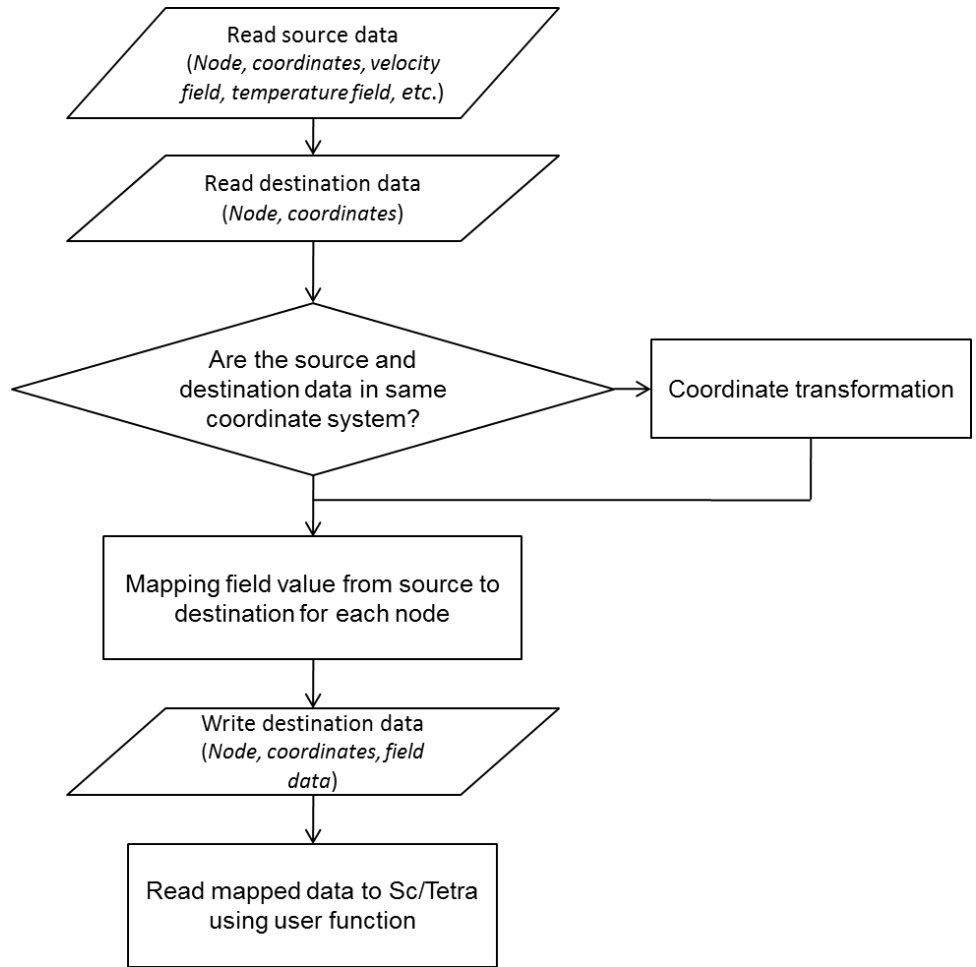 Read source data
(Node, coordinates, velocity
field, temperature field, etc.)
Read destination data
(Node, coordinates)
Are the source and
destination data in same
coordinate system?
Coordinate transformation
Mapping field value from source to
destination for each node
Write destination data
(Node, coordinates, field
data)
Read mapped data to Sc/Tetra
using user function